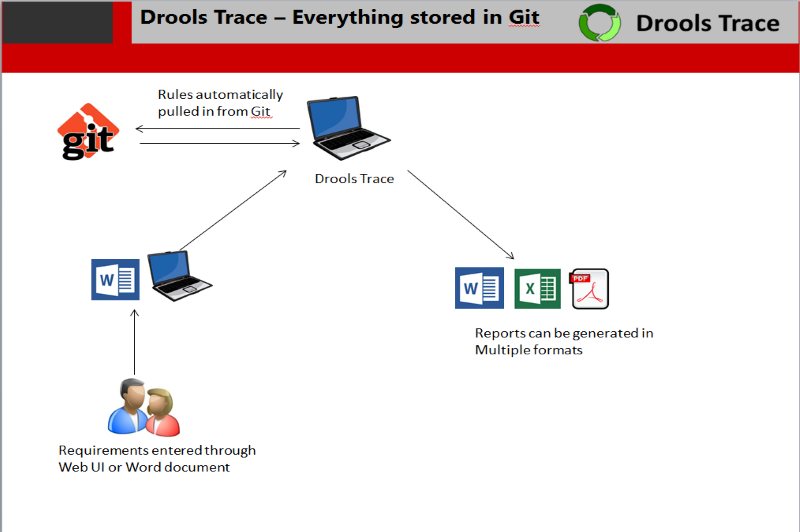 Drools Trace – Everything stored in Git
Drools Trace
Rules automatically
pulled in from Git
git
Drools Trace
W
W
X
PDF
Reports can be generated in
Multiple formats
Requirements entered through
Web UI or Word document